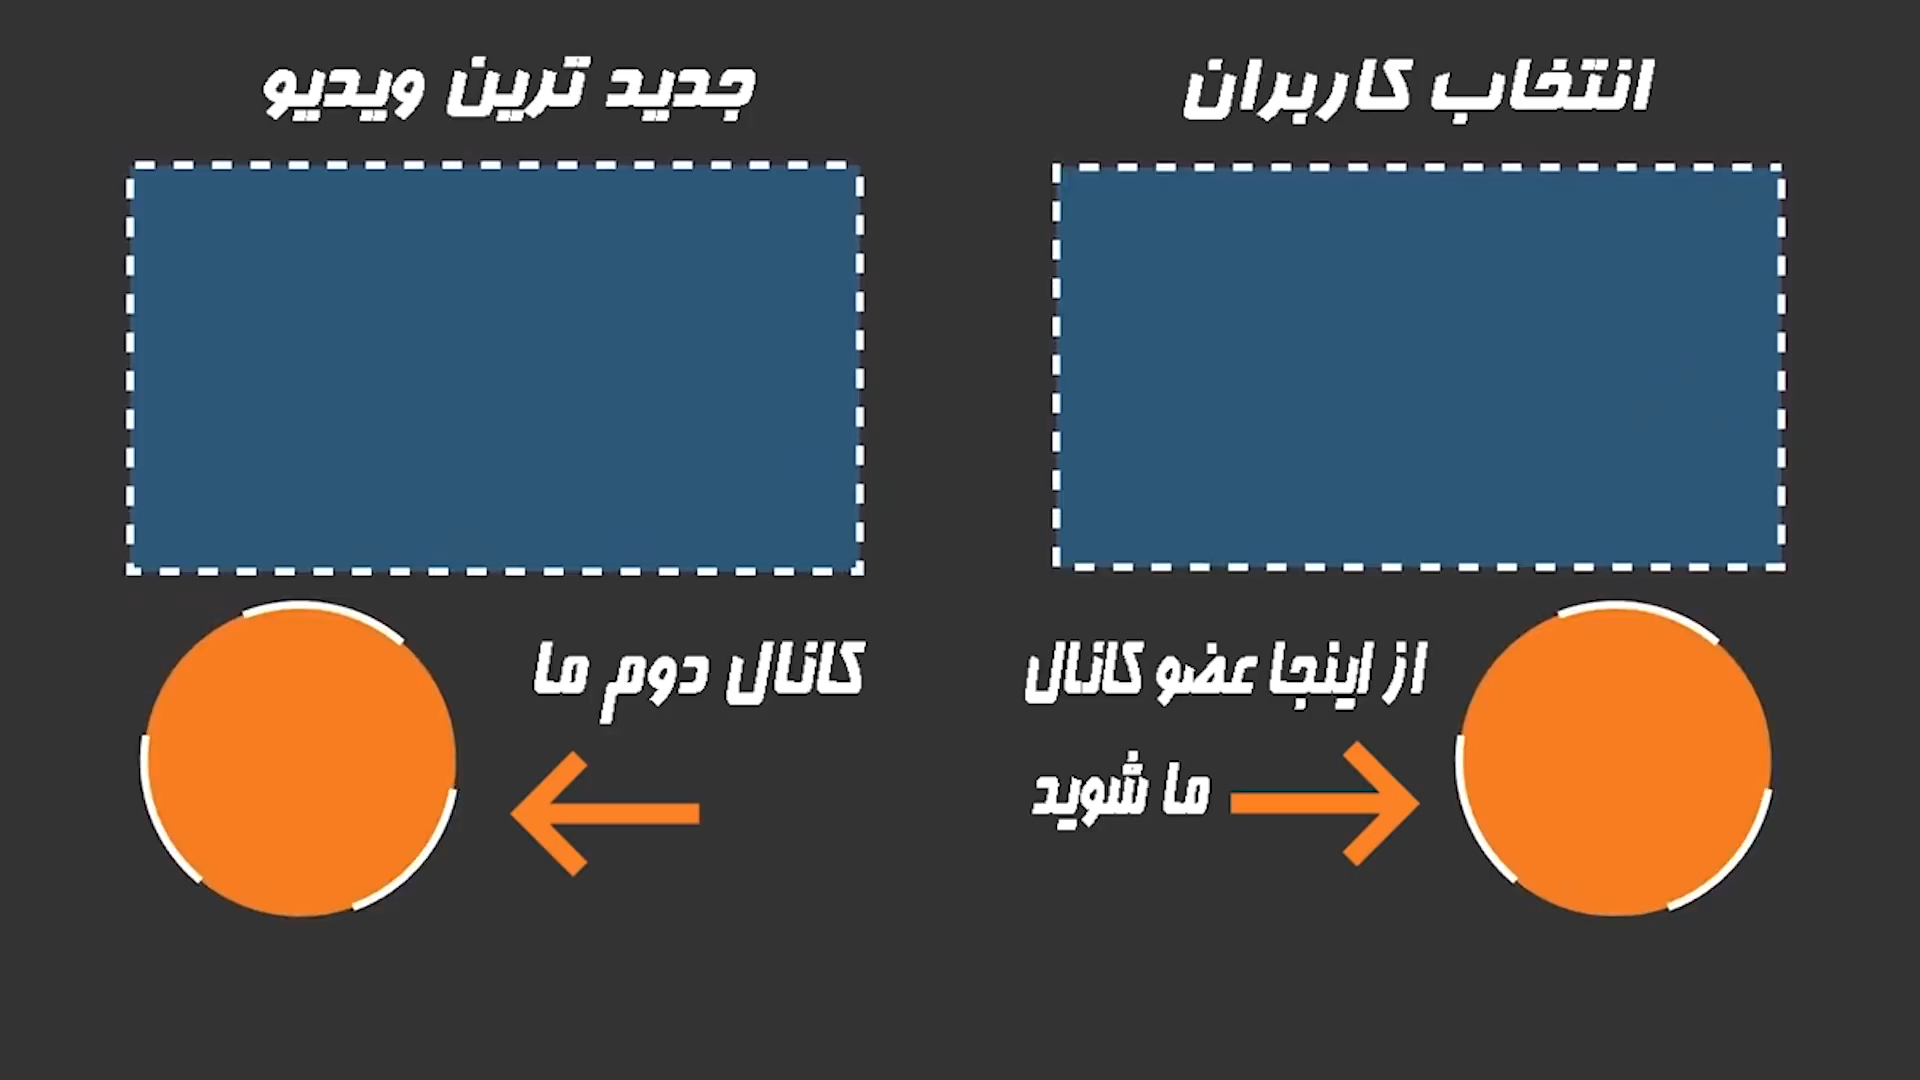 انتخاب کاربران
جدید ترین ویدیو
از اینجا عضو کانال
ما شوید
کانال دوم ما